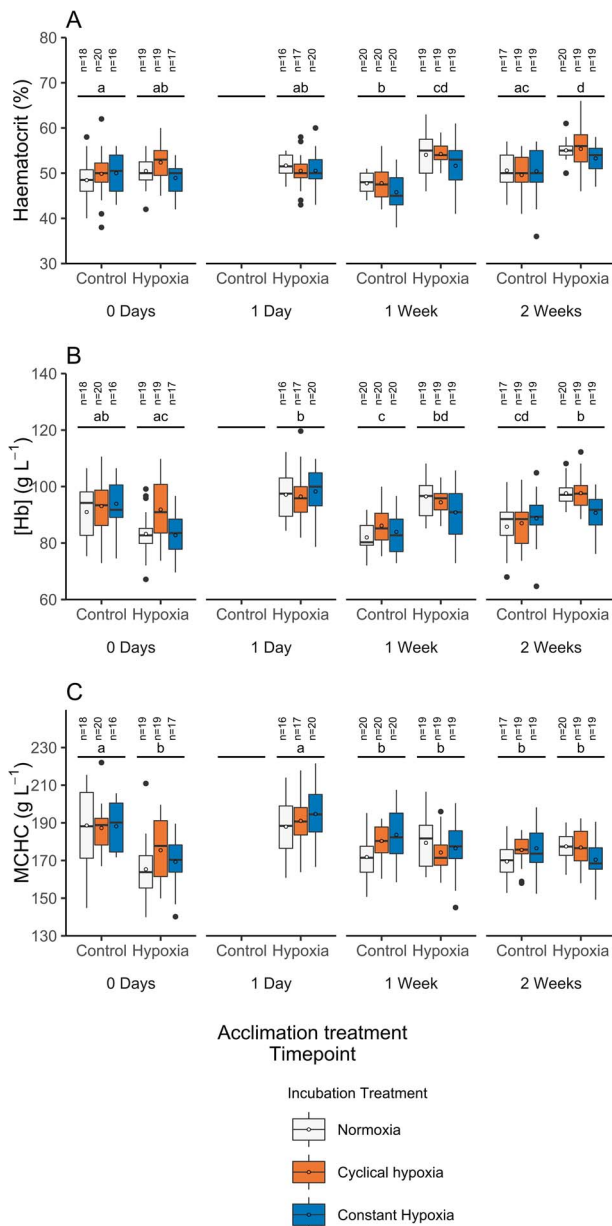 A
Haematocrit (%)
80
70
60
50
40
30
n=18 n=20 n=16 n=19 n=19 n=17 n=16 n=17 n=20 n=20 n=20 n=20 n=19 n=19 n=19 n=17 n=19 n=19 n=20 n=19 n=19
a ab ab b cd ac d
Control Hypoxia Control Hypoxia Control Hypoxia Control Hypoxia
0 Days 1 Day 1 Week 2 Weeks
B
[Hb] (g L−1)
140
120
100
80
60
n=18 n=20 n=16 n=19 n=19 n=17 n=16 n=17 n=20 n=20 n=20 n=20 n=19 n=19 n=19 n=16 n=19 n=19 n=20 n=19 n=19
ab ac b c bd cd b
Control Hypoxia Control Hypoxia Control Hypoxia Control Hypoxia
0 Days 1 Day 1 Week 2 Weeks
C
MCHC (g L−1)
230
210
190
170
150
130
n=18 n=20 n=16 n=19 n=19 n=17 n=16 n=17 n=20 n=20 n=20 n=20 n=19 n=19 n=19 n=17 n=19 n=19 n=20 n=19 n=19
a b a b b b b
Control Hypoxia Control Hypoxia Control Hypoxia Control Hypoxia
0 Days 1 Day 1 Week 2 Weeks
Acclimation treatment
Timepoint
Incubation Treatment
Normoxia
Cyclical hypoxia
Constant Hypoxia